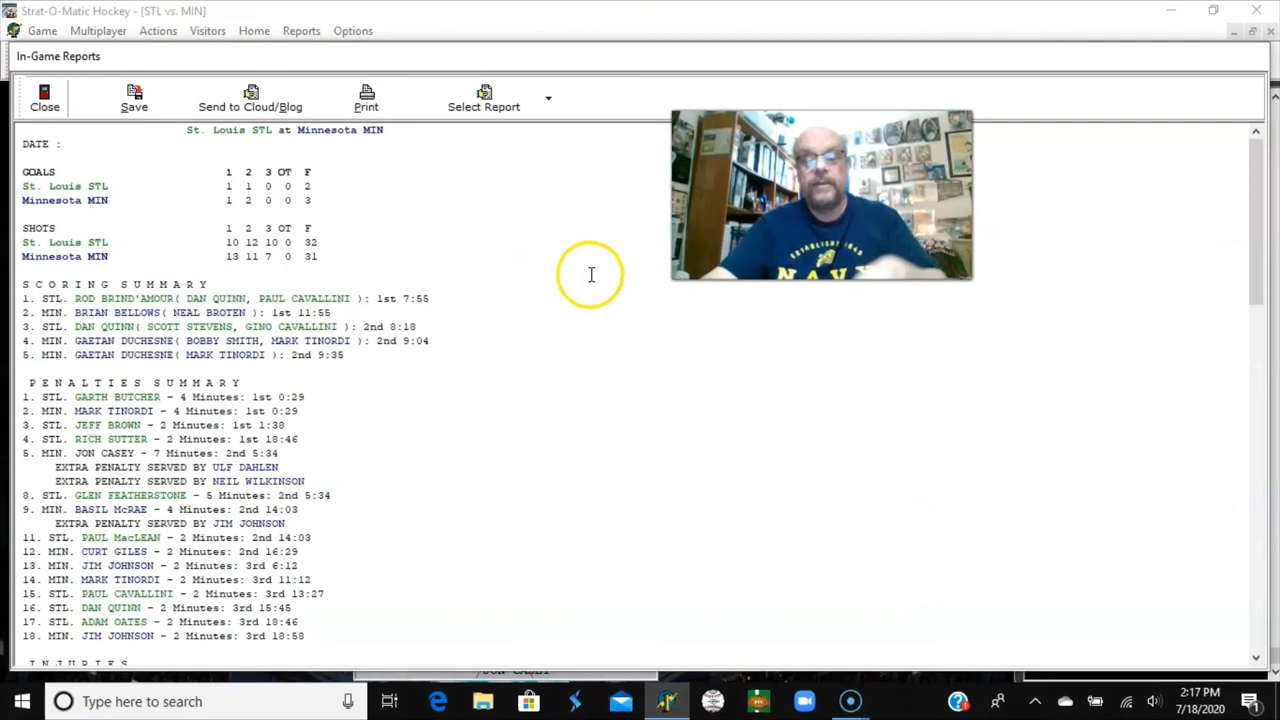 Strat-O-Matic Hockey - [STL vs. MIN]
Game Multiplayer Actions Visitors Home Reports Options
In-Game Reports
Close Save Send to Cloud/Blog Print Select Report
St. Louis STL at Minnesota MIN
DATE :
GOALS 1 2 3 OT F
St. Louis STL 1 1 0 0 2
Minnesota MIN 1 2 0 0 3
SHOTS 1 2 3 OT F
St. Louis STL 10 12 10 0 32
Minnesota MIN 13 11 7 0 31
S C O R I N G  S U M M A R Y
1. STL. ROD BRIND'AMOUR( DAN QUINN, PAUL CAVALLINI ): 1st 7:55
2. MIN. BRIAN BELLOWS( NEAL BROTEN ): 1st 11:55
3. STL. DAN QUINN( SCOTT STEVENS, GINO CAVALLINI ): 2nd 8:18
4. MIN. GAETAN DUCHESNE( BOBBY SMITH, MARK TINORDI ): 2nd 9:04
5. MIN. GAETAN DUCHESNE( MARK TINORDI ): 2nd 9:35
P E N A L T I E S  S U M M A R Y
1. STL. GARTH BUTCHER - 4 Minutes: 1st 0:29
2. MIN. MARK TINORDI - 4 Minutes: 1st 0:29
3. STL. JEFF BROWN - 2 Minutes: 1st 1:38
4. STL. RICH SUTTER - 2 Minutes: 1st 18:46
5. MIN. JON CASEY - 7 Minutes: 2nd 5:34
EXTRA PENALTY SERVED BY ULF DAHLEN
EXTRA PENALTY SERVED BY NEIL WILKINSON
8. STL. GLEN FEATHERSTONE - 5 Minutes: 2nd 5:34
9. MIN. BASIL McRAE - 4 Minutes: 2nd 14:03
EXTRA PENALTY SERVED BY JIM JOHNSON
11. STL. PAUL MacLEAN - 2 Minutes: 2nd 14:03
12. MIN. CURT GILES - 2 Minutes: 2nd 16:29
13. MIN. JIM JOHNSON - 2 Minutes: 3rd 6:12
14. MIN. MARK TINORDI - 2 Minutes: 3rd 11:12
15. STL. PAUL CAVALLINI - 2 Minutes: 3rd 13:27
16. STL. DAN QUINN - 2 Minutes: 3rd 15:45
17. STL. ADAM OATES - 2 Minutes: 3rd 18:46
18. MIN. JIM JOHNSON - 2 Minutes: 3rd 18:58
I N J U R I E S
JON CASEY
ESTABLISHED 1845
NAVY
Type here to search
2:17 PM
7/18/2020